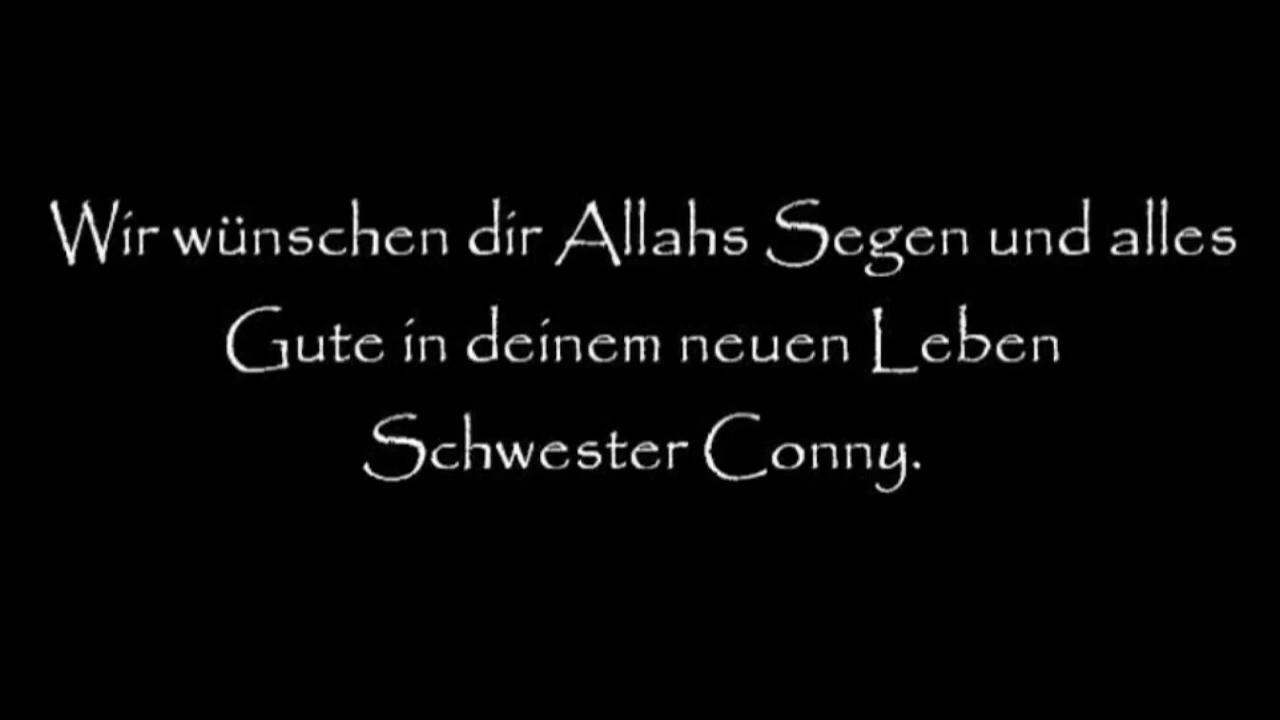 Wir wünschen dir Allahs Segen und alles
Gute in deinem neuen Leben
Schwester Conny.